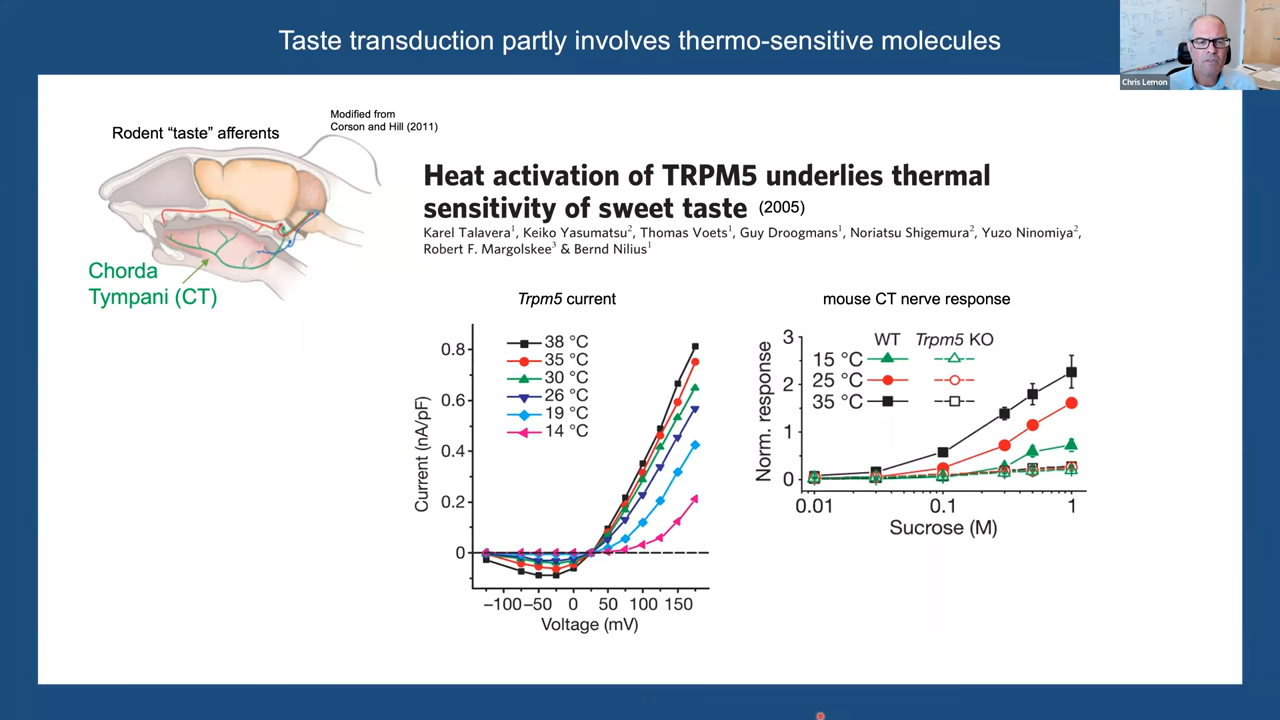 Taste transduction partly involves thermo-sensitive molecules
Chris Lemon
Modified from
Corson and Hill (2011)
Rodent “taste” afferents
Chorda
Tympani (CT)
Heat activation of TRPM5 underlies thermal
sensitivity of sweet taste (2005)
Karel Talavera¹, Keiko Yasumatsu², Thomas Voets¹, Guy Droogmans¹, Noriatsu Shigemura², Yuzo Ninomiya²,
Robert F. Margolskee³ & Bernd Nilius¹
Trpm5 current
38 °C
35 °C
30 °C
26 °C
19 °C
14 °C
0.8
0.6
0.4
0.2
0
Current (nA/pF)
−100 −50 0 50 100 150
Voltage (mV)
mouse CT nerve response
WT Trpm5 KO
15 °C
25 °C
35 °C
3
2
1
0
Norm. response
0.01 0.1 1
Sucrose (M)